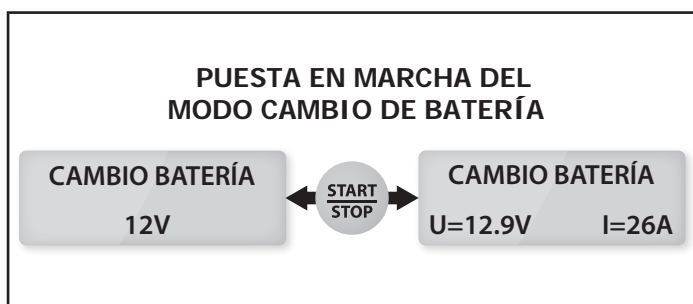 PUESTA EN MARCHA DEL
MODO CAMBIO DE BATERÍA
CAMBIO BATERÍA
12V
START
STOP
CAMBIO BATERÍA
U=12.9V I=26A